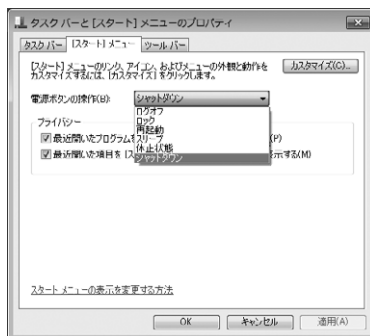 タスク バーと [スタート] メニューのプロパティ
タスク バー
[スタート] メニュー
ツール バー
[スタート] メニューのリンク、アイコン、およびメニューの外観と動作を
カスタマイズするには、[カスタマイズ] をクリックします。
カスタマイズ(C)...
電源ボタンの操作(B):
シャットダウン
ログオフ
ロック
再起動
スリープ
休止状態
シャットダウン
プライバシー
最近開いたプログラム
(P)
最近開いた項目を [ス
示する(M)
スタート メニューの表示を変更する方法
OK
キャンセル
適用(A)